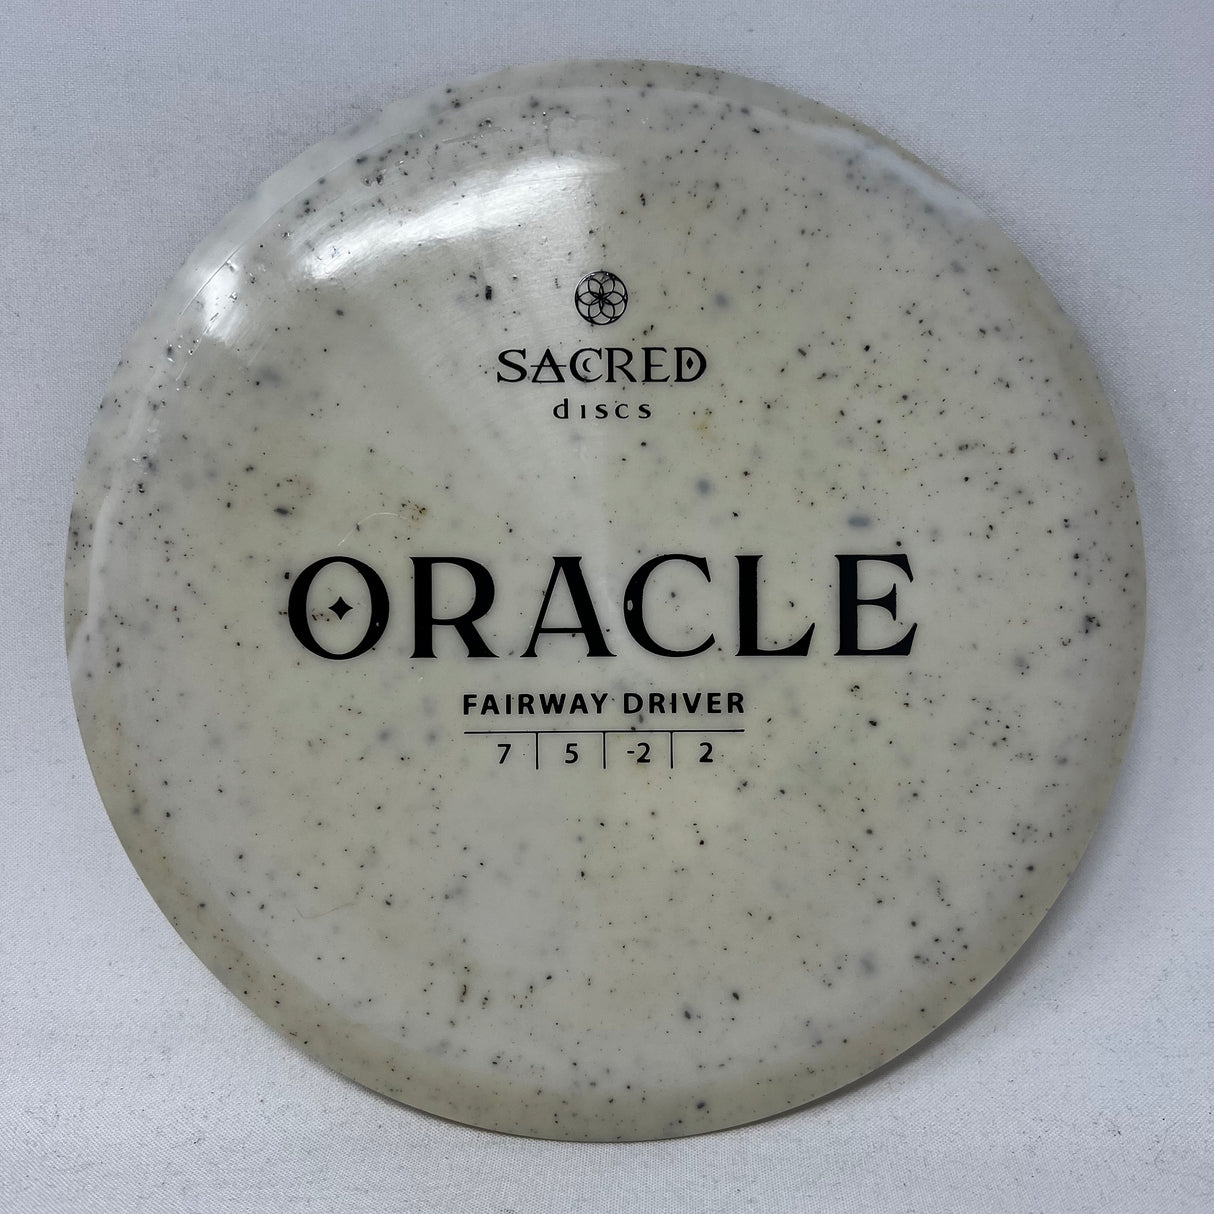 SACRED
discs
ORACLE
FAIRWAY DRIVER
7 | 5 | -2 | 2